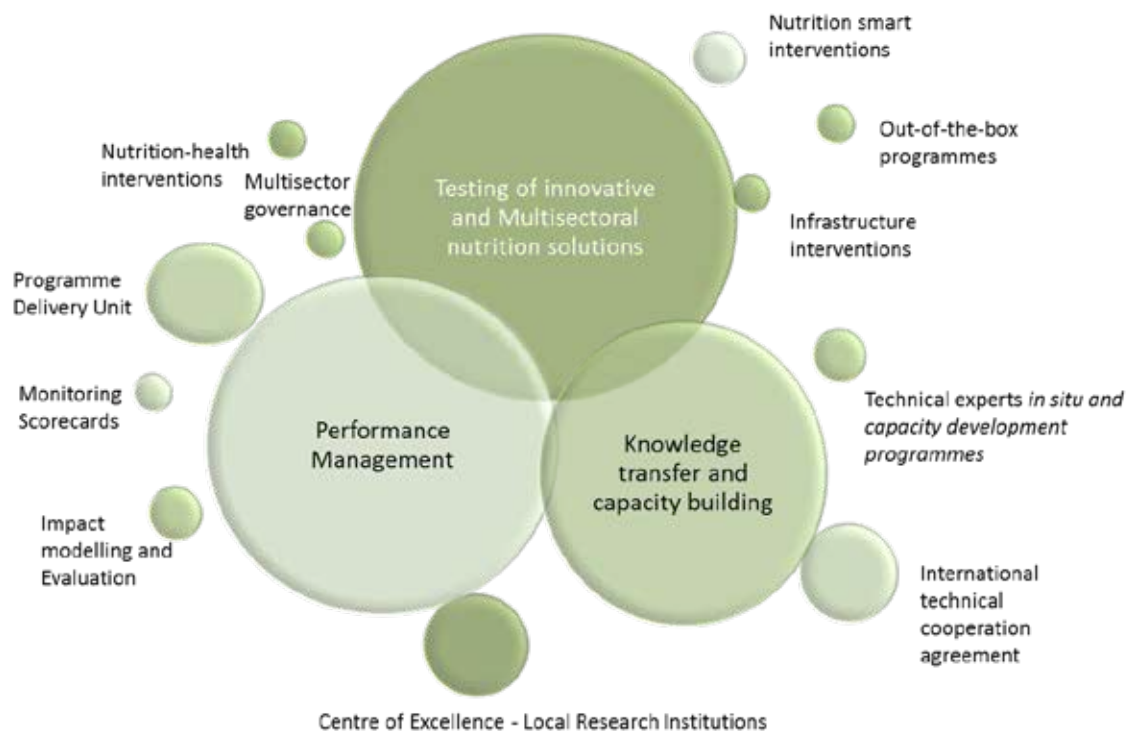 Nutrition smart
interventions
Out-of-the-box
programmes
Nutrition-health
interventions
Multisector
governance
Testing of innovative
and Multisectoral
nutrition solutions
Infrastructure
interventions
Programme
Delivery Unit
Monitoring
Scorecards
Performance
Management
Knowledge
transfer and
capacity building
Technical experts in situ and
capacity development
programmes
Impact
modelling and
Evaluation
International
technical
cooperation
agreement
Centre of Excellence - Local Research Institutions